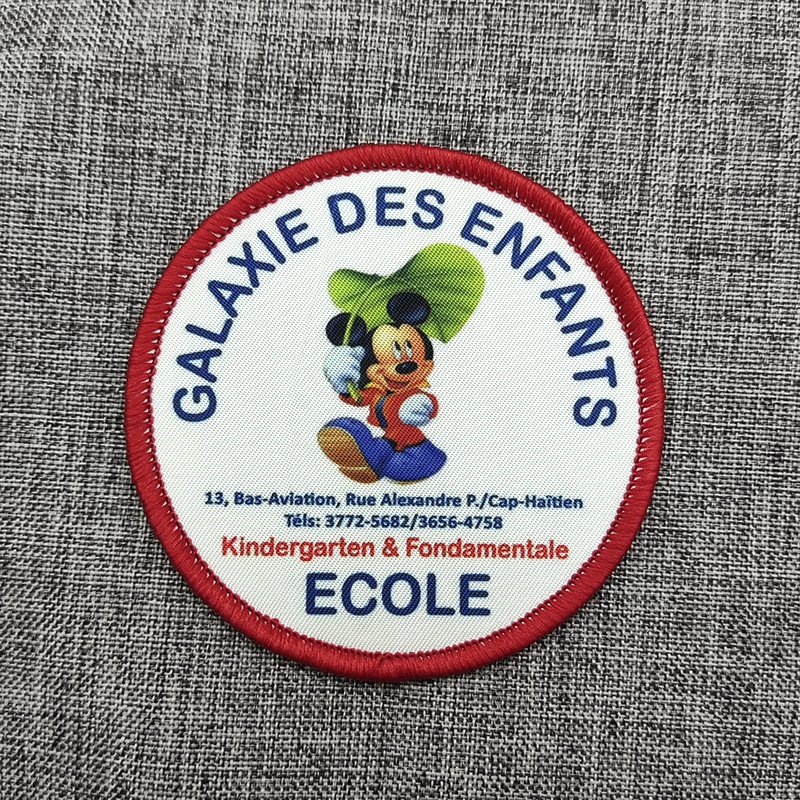 GALAXIE DES ENFANTS
13, Bas-Aviation, Rue Alexandre P./Cap-Haïtien
Téls: 3772-5682/3656-4758
Kindergarten & Fondamentale
ECOLE